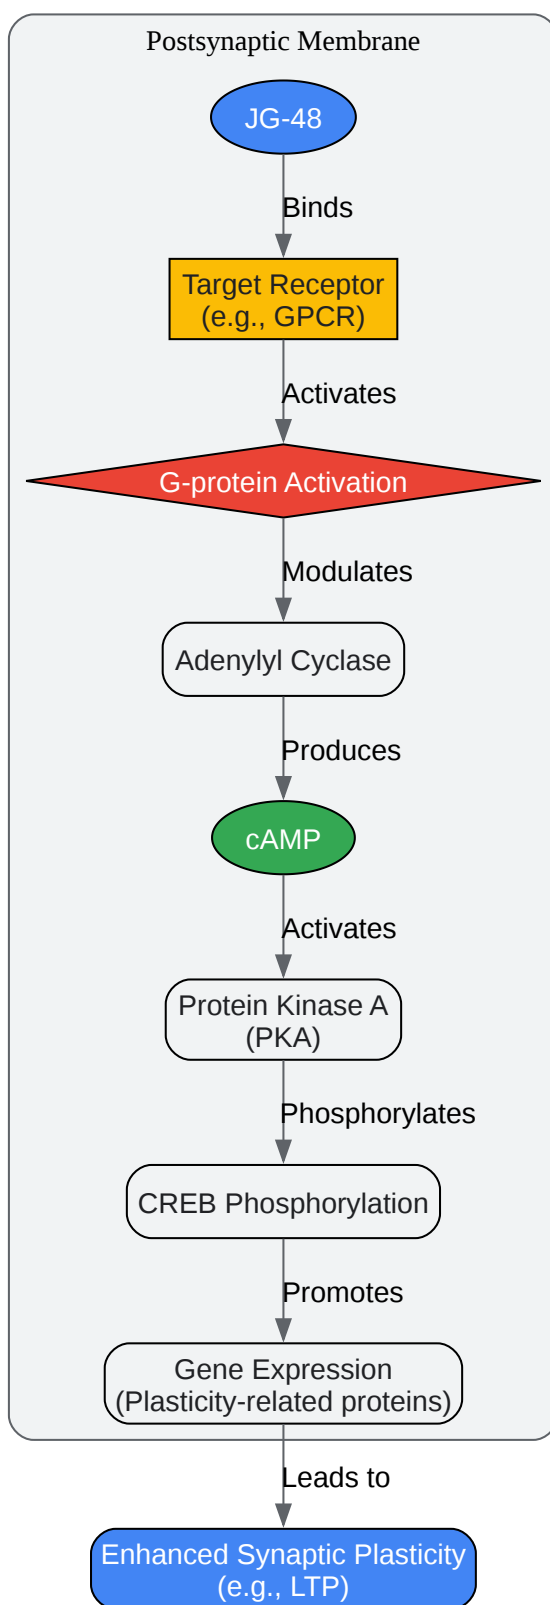 Postsynaptic Membrane
JG-48
Binds
Target Receptor
(e.g., GPCR)
Activates
G-protein Activation
Modulates
Adenylyl Cyclase
Produces
cAMP
Activates
Protein Kinase A
(PKA)
Phosphorylates
CREB Phosphorylation
Promotes
Gene Expression
(Plasticity-related proteins)
Leads to
Enhanced Synaptic Plasticity
(e.g., LTP)